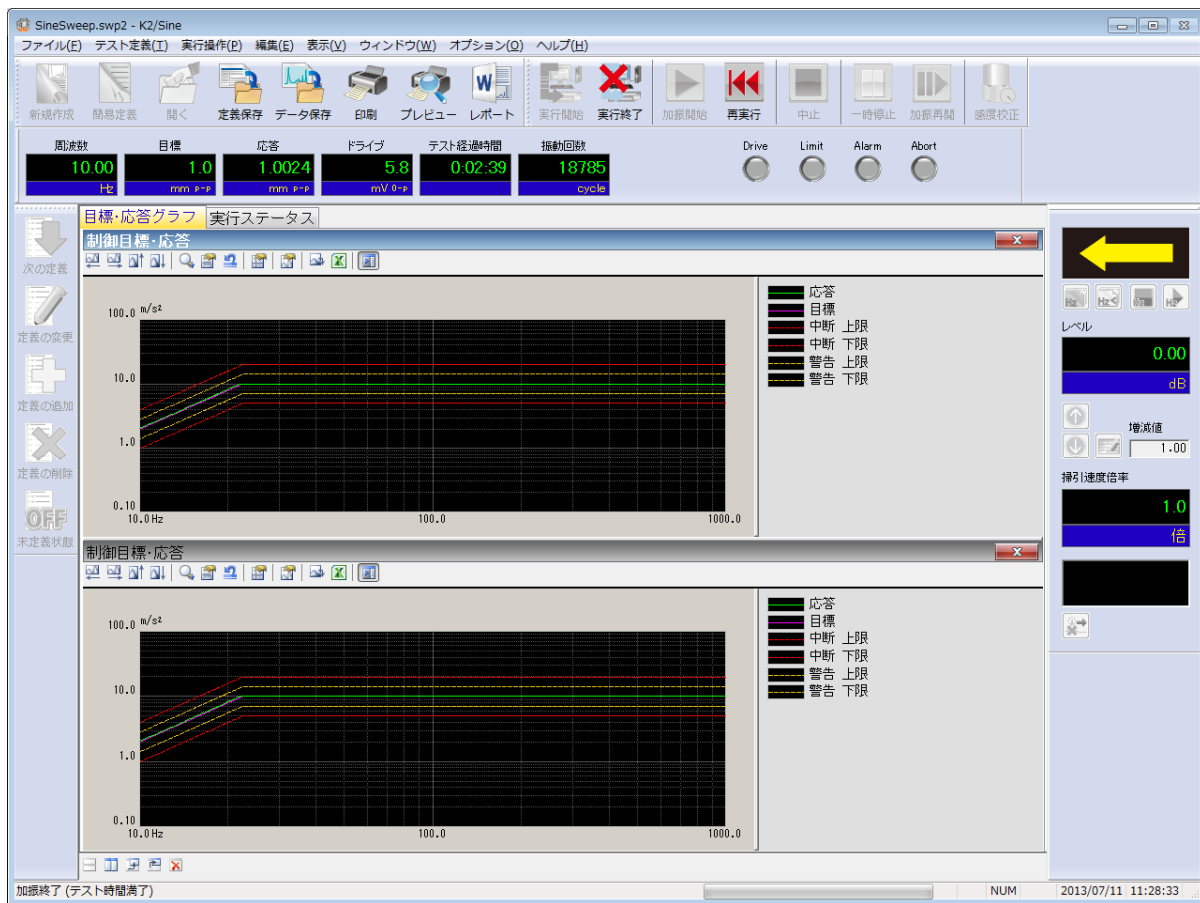 SineSweep.swp2 - K2/Sine
ファイル(F) テスト定義(T) 実行操作(P) 編集(E) 表示(V) ウィンドウ(W) オプション(O) ヘルプ(H)
新規作成 簡易定義 開く 定義保存 データ保存 印刷 プレビュー レポート 実行開始 実行終了 加振開始 再実行 中止 一時停止 加振再開 感度校正
周波数 目標 応答 ドライブ テスト経過時間 振動回数 Drive Limit Alarm Abort
10.00 1.0 1.0024 5.8 0:02:39 18785
Hz mm p-p mm p-p mV 0-p cycle
目標・応答グラフ 実行ステータス
次の定義
定義の変更
定義の追加
定義の削除
OFF
未定義状態
制御目標・応答
100.0 m/s²
10.0
1.0
0.10
10.0 Hz 100.0 1000.0
応答
目標
中断 上限
中断 下限
警告 上限
警告 下限
制御目標・応答
100.0 m/s²
10.0
1.0
0.10
10.0 Hz 100.0 1000.0
応答
目標
中断 上限
中断 下限
警告 上限
警告 下限
レベル
0.00
dB
増減値
1.00
掃引速度倍率
1.0
倍
加振終了 (テスト時間満了) NUM 2013/07/11 11:28:33